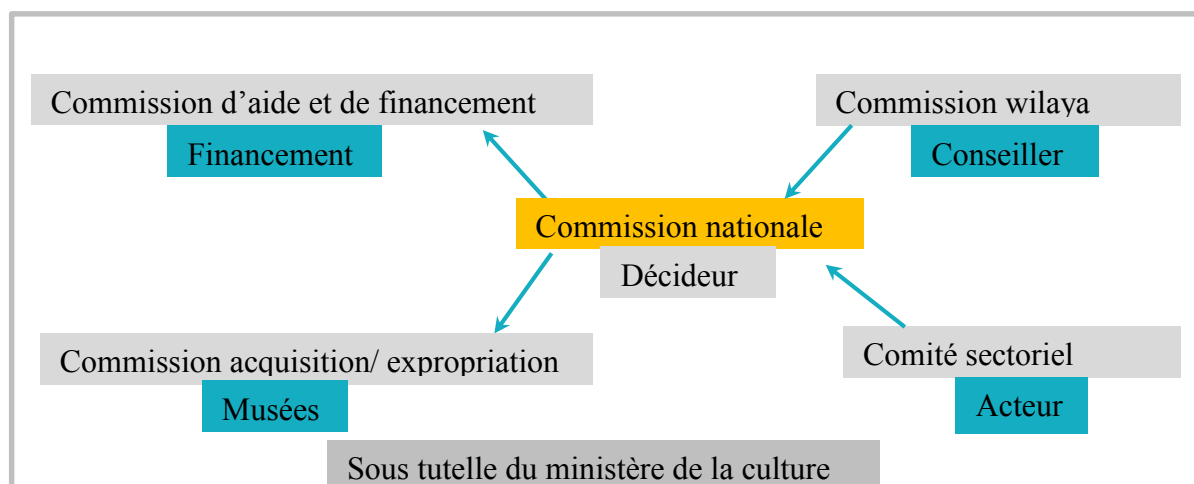 Commission d'aide et de financement
Financement
Commission wilaya
Conseiller
Commission nationale
Décideur
Commission acquisition/ expropriation
Musées
Comité sectoriel
Acteur
Sous tutelle du ministère de la culture